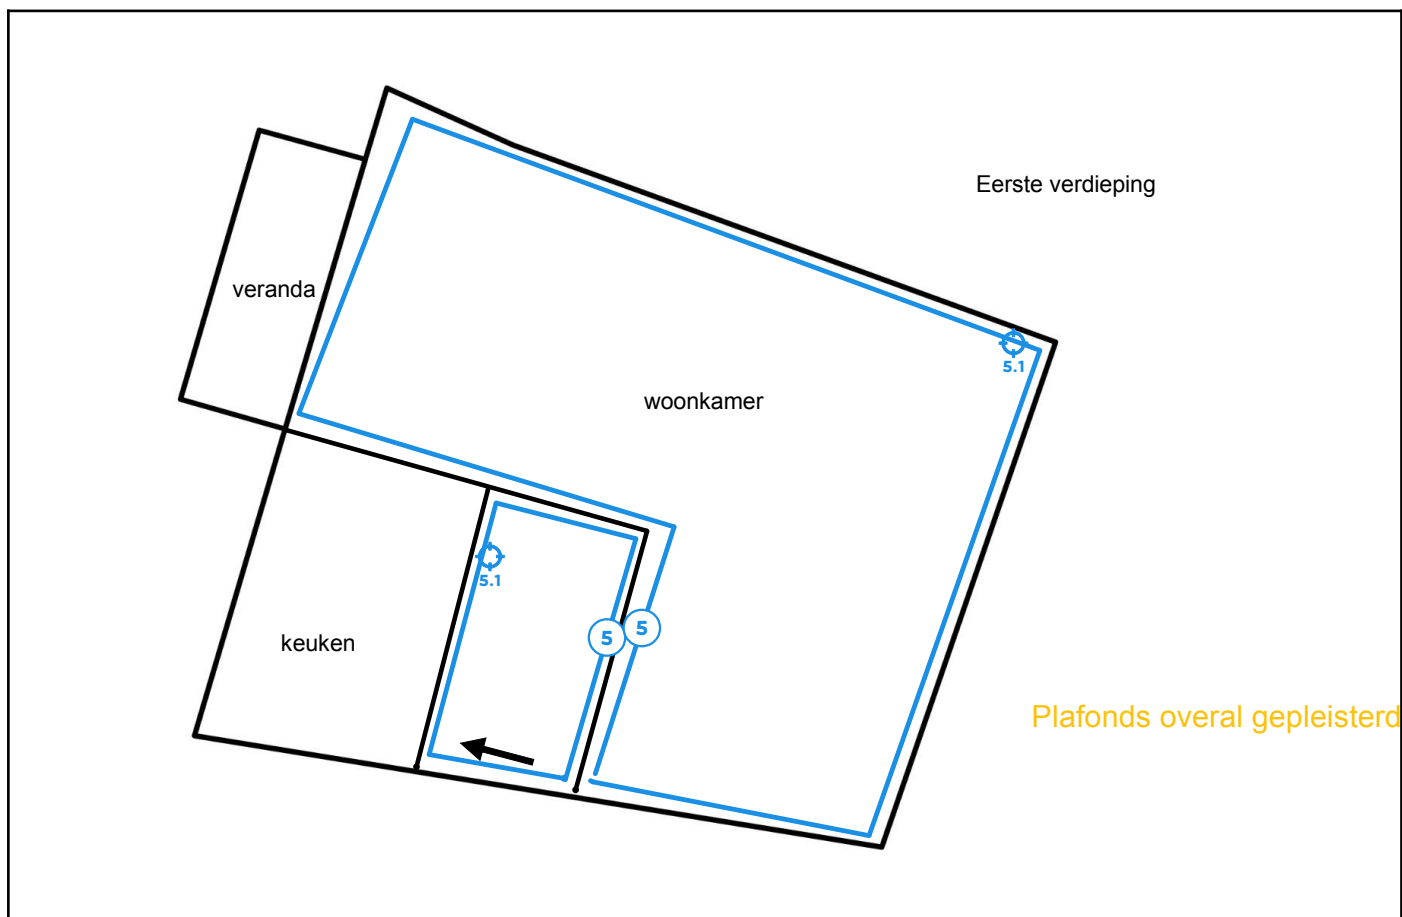 Eerste verdieping
veranda
5.1
woonkamer
5.1
5
5
keuken
Plafonds overal gepleisterd